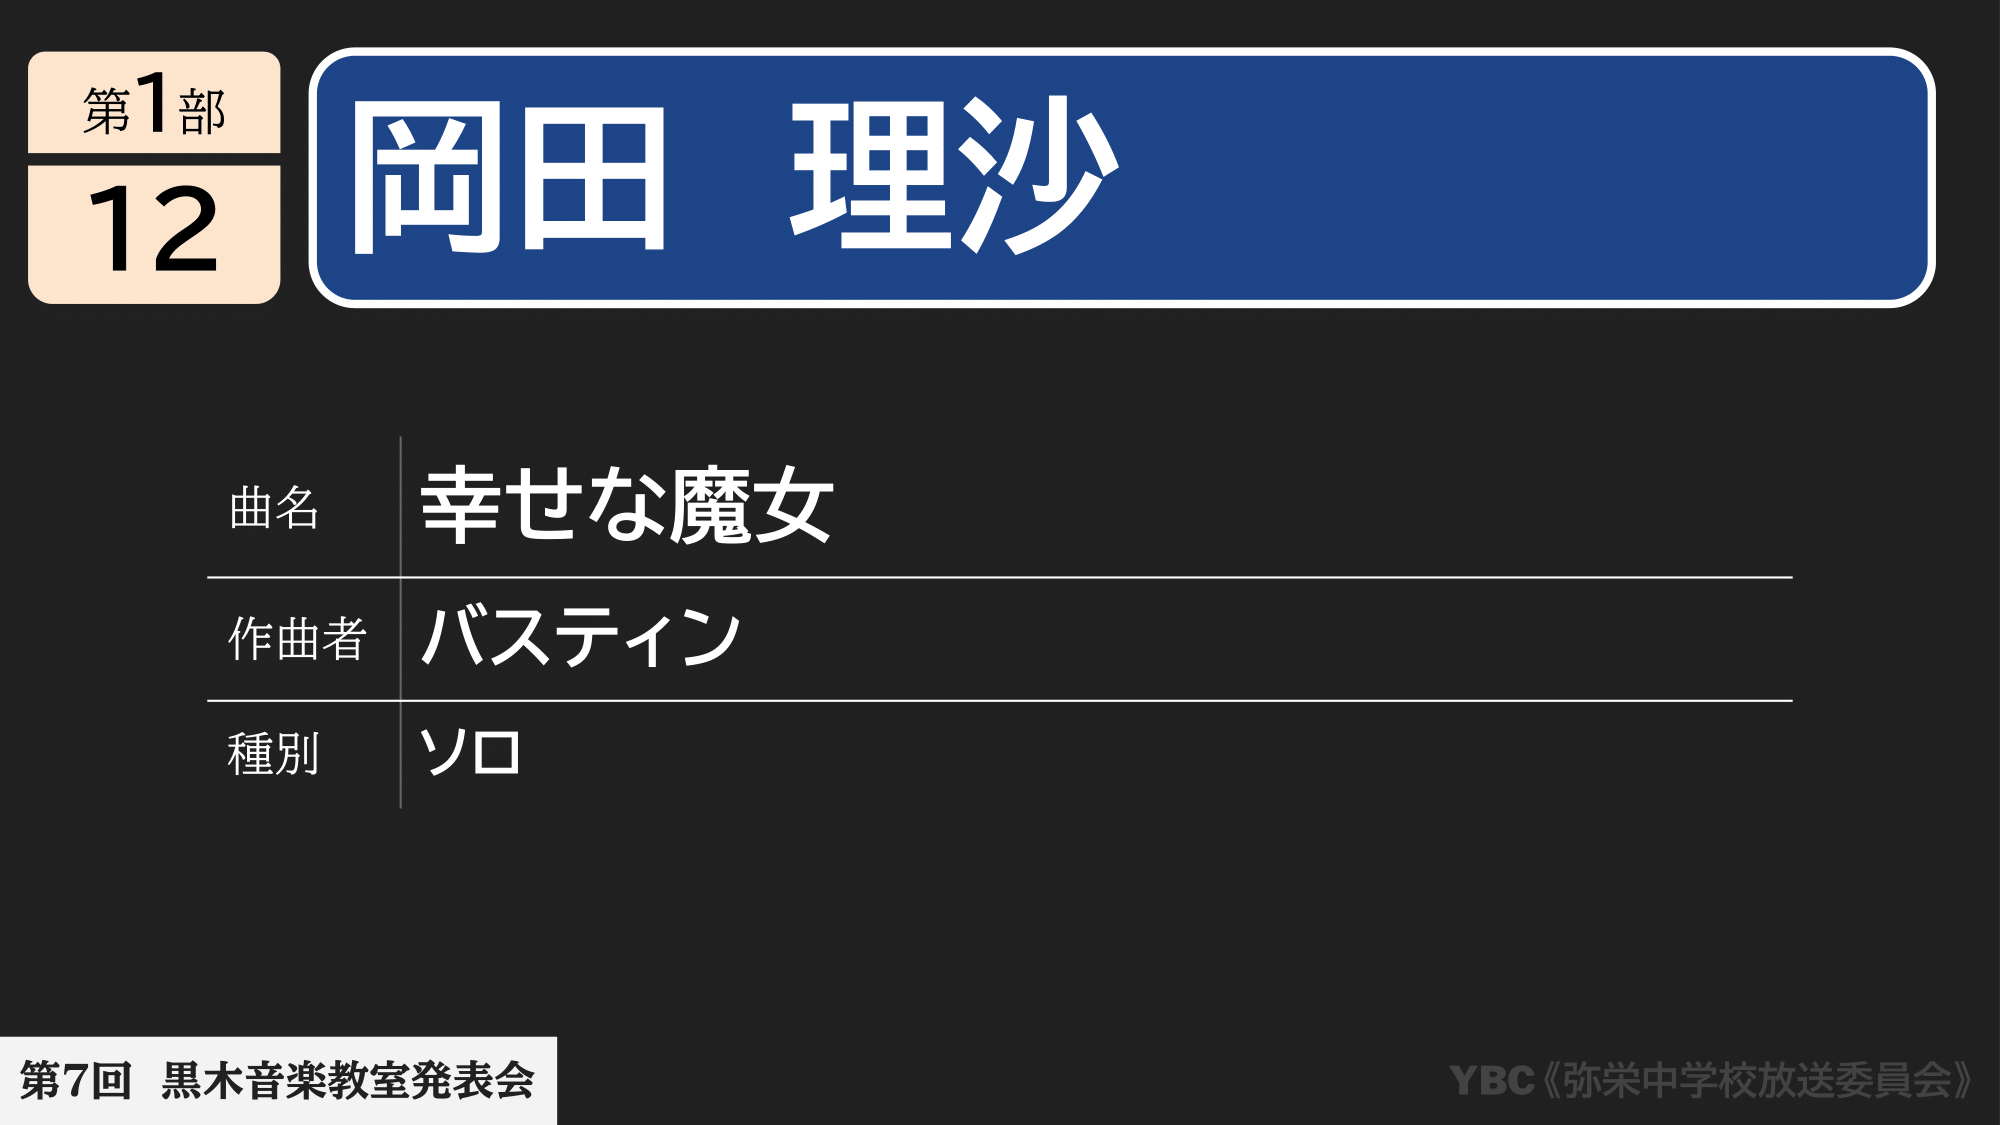 第1部
12
岡田 理沙
曲名 幸せな魔女
作曲者 バスティン
種別 ソロ
第7回 黒木音楽教室発表会
YBC《弥栄中学校放送委員会》